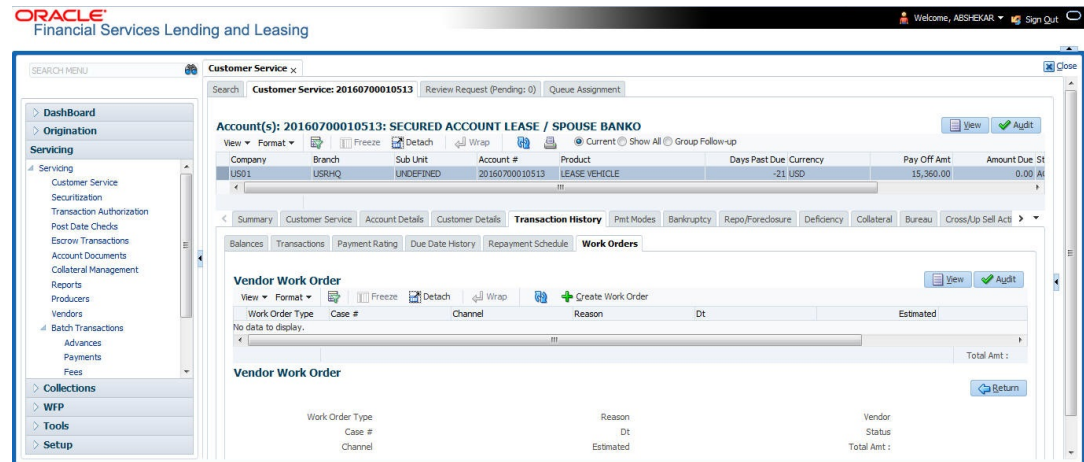 ORACLE®
Financial Services Lending and Leasing
Welcome, ABSHEKAR Sign Out
Close
SEARCH MENU
DashBoard
Origination
Servicing
Servicing
Customer Service
Securitization
Transaction Authorization
Post Date Checks
Escrow Transactions
Account Documents
Collateral Management
Reports
Producers
Vendors
Batch Transactions
Advances
Payments
Fees
Collections
WFP
Tools
Setup
Customer Service x
Search Customer Service: 20160700010513 Review Request (Pending: 0) Queue Assignment
Account(s): 20160700010513: SECURED ACCOUNT LEASE / SPOUSE BANKO
View Audit
View Format Freeze Detach Wrap Current Show All Group Follow-up
Company Branch Sub Unit Account # Product Days Past Due Currency Pay Off Amt Amount Due St
US01 USRHQ UNDEFINED 20160700010513 LEASE VEHICLE -21 USD 15,360.00 0.00 A
Summary Customer Service Account Details Customer Details Transaction History Pmt Modes Bankruptcy Repo/Foreclosure Deficiency Collateral Bureau Cross/Up Sell Acti
Balances Transactions Payment Rating Due Date History Repayment Schedule Work Orders
Vendor Work Order
View Audit
View Format Freeze Detach Wrap Create Work Order
Work Order Type Case # Channel Reason Dt Estimated
No data to display.
Total Amt :
Vendor Work Order
Return
Work Order Type Reason Vendor
Case # Dt Status
Channel Estimated Total Amt :